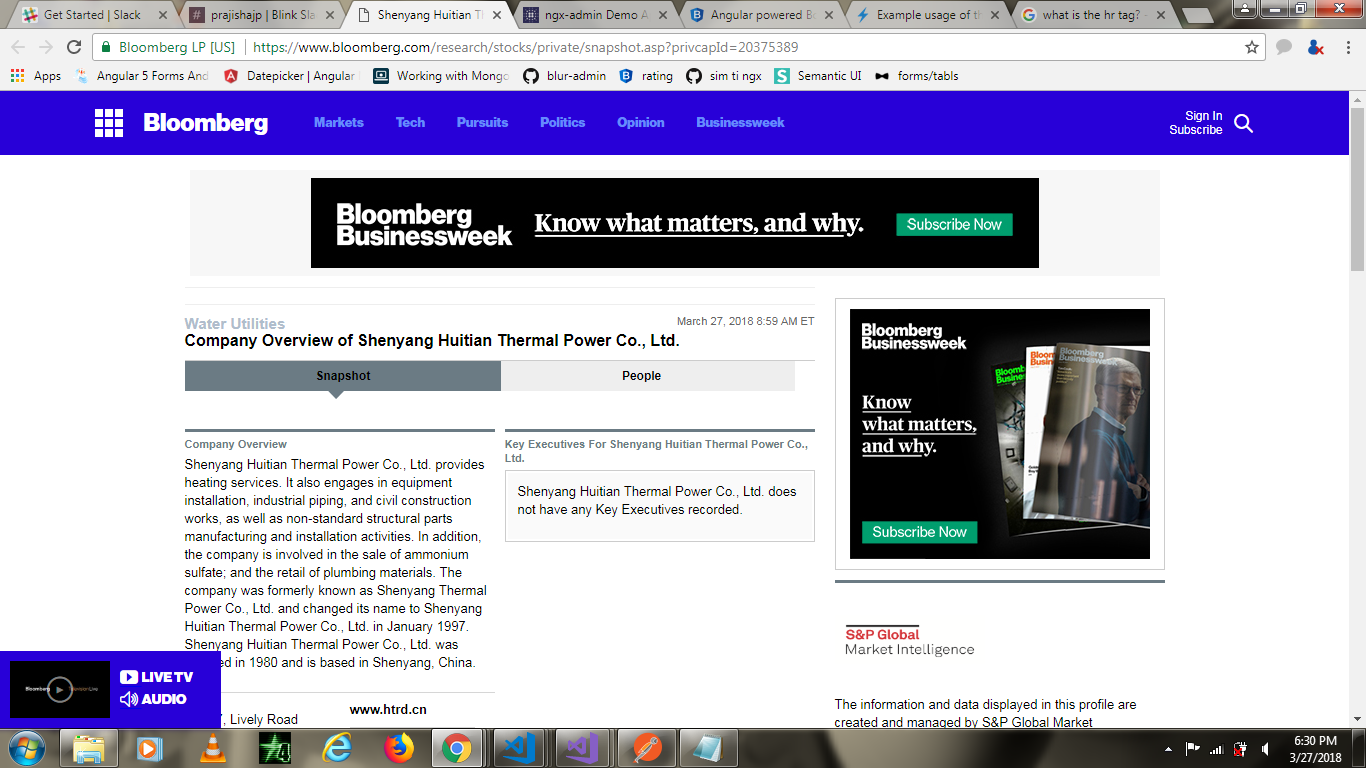 Get Started | Slack
prajishajp | Blink Sla
Shenyang Huitian Th
ngx-admin Demo A
Angular powered Bo
Example usage of th
what is the hr tag? -
Bloomberg LP [US]
https://www.bloomberg.com/research/stocks/private/snapshot.asp?privcapId=20375389
Apps
Angular 5 Forms And
Datepicker | Angular
Working with Mongo
blur-admin
rating
sim ti ngx
Semantic UI
forms/tabls
Bloomberg
Markets
Tech
Pursuits
Politics
Opinion
Businessweek
Sign In
Subscribe
Bloomberg
Businessweek
Know what matters, and why.
Subscribe Now
Water Utilities
March 27, 2018 8:59 AM ET
Company Overview of Shenyang Huitian Thermal Power Co., Ltd.
Snapshot
People
Company Overview
Shenyang Huitian Thermal Power Co., Ltd. provides
heating services. It also engages in equipment
installation, industrial piping, and civil construction
works, as well as non-standard structural parts
manufacturing and installation activities. In addition,
the company is involved in the sale of ammonium
sulfate; and the retail of plumbing materials. The
company was formerly known as Shenyang Thermal
Power Co., Ltd. and changed its name to Shenyang
Huitian Thermal Power Co., Ltd. in January 1997.
Shenyang Huitian Thermal Power Co., Ltd. was
ed in 1980 and is based in Shenyang, China.
, Lively Road
www.htrd.cn
Key Executives For Shenyang Huitian Thermal Power Co.,
Ltd.
Shenyang Huitian Thermal Power Co., Ltd. does
not have any Key Executives recorded.
Bloomberg
Businessweek
Know
what matters,
and why.
Subscribe Now
Bloomberg
Businessweek
S&P Global
Market Intelligence
The information and data displayed in this profile are
created and managed by S&P Global Market
Bloomberg
Television Live
LIVE TV
AUDIO
6:30 PM
3/27/2018